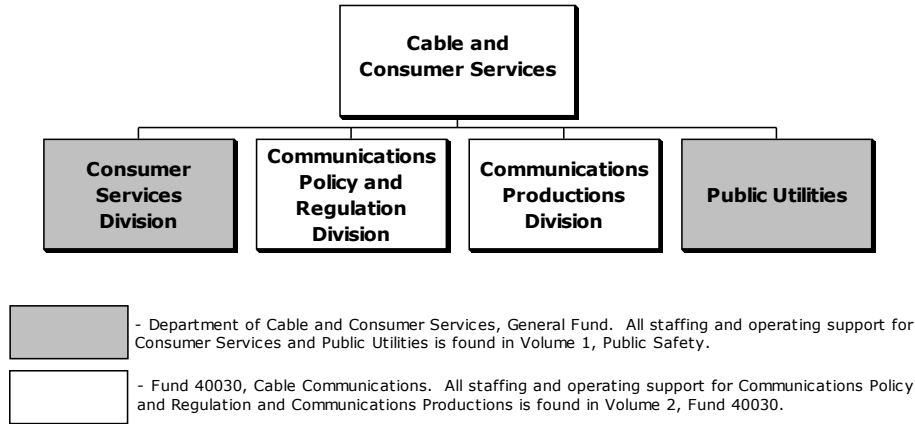 Cable and
Consumer Services
Consumer
Services
Division
Communications
Policy and
Regulation
Division
Communications
Productions
Division
Public Utilities
- Department of Cable and Consumer Services, General Fund. All staffing and operating support for
Consumer Services and Public Utilities is found in Volume 1, Public Safety.
- Fund 40030, Cable Communications. All staffing and operating support for Communications Policy
and Regulation and Communications Productions is found in Volume 2, Fund 40030.